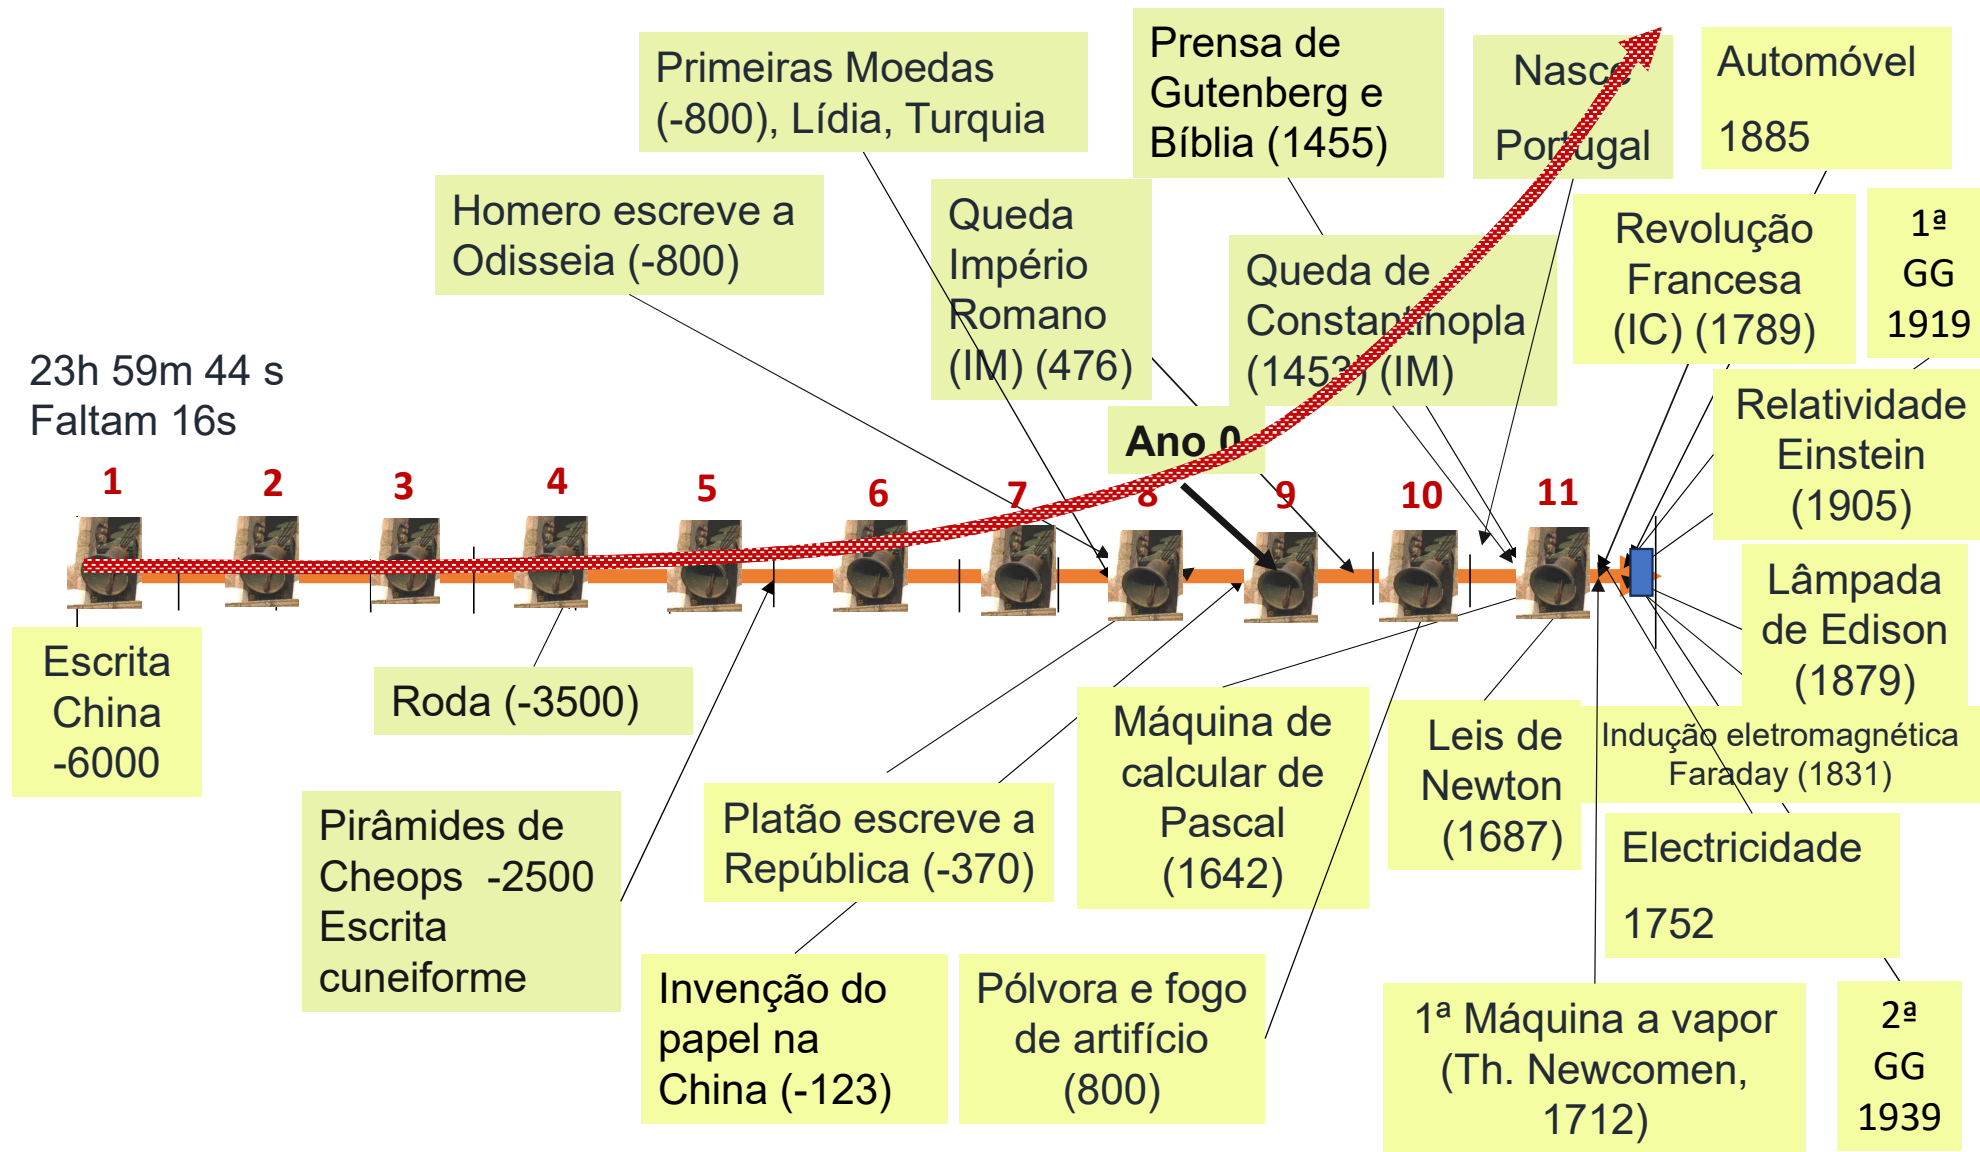 Primeiras Moedas
(-800), Lídia, Turquia
Prensa de
Gutenberg e
Bíblia (1455)
Nasce
Portugal
Automóvel
1885
Homero escreve a
Odisseia (-800)
Queda
Império
Romano
(IM) (476)
Queda de
Constantinopla
(1453) (IM)
Revolução
Francesa
(IC) (1789)
1ª
GG
1919
23h 59m 44 s
Faltam 16s
Ano 0
Relatividade
Einstein
(1905)
1
2
3
4
5
6
7
8
9
10
11
Escrita
China
-6000
Roda (-3500)
Pirâmides de
Cheops -2500
Escrita
cuneiforme
Platão escreve a
República (-370)
Máquina de
calcular de
Pascal
(1642)
Leis de
Newton
(1687)
Lâmpada
de Edison
(1879)
Indução eletromagnética
Faraday (1831)
Electricidade
1752
Invenção do
papel na
China (-123)
Pólvora e fogo
de artifício
(800)
1ª Máquina a vapor
(Th. Newcomen,
1712)
2ª
GG
1939